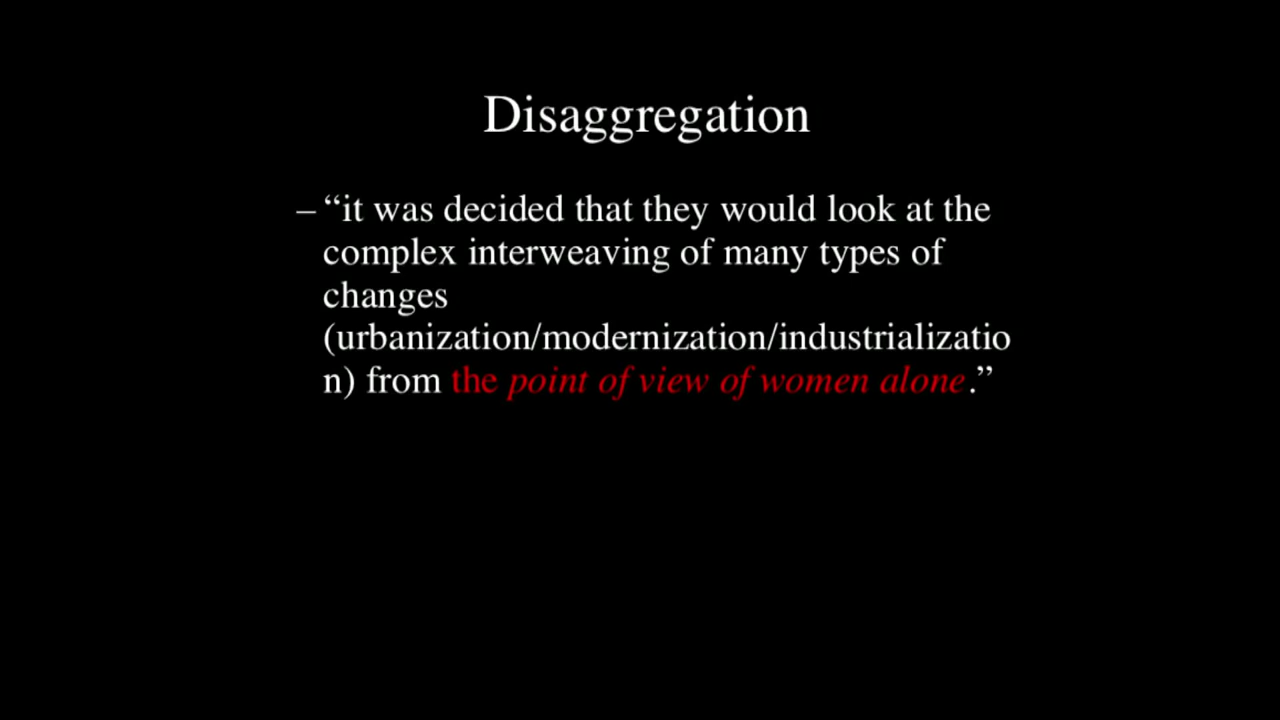 Disaggregation
– “it was decided that they would look at the
complex interweaving of many types of
changes
(urbanization/modernization/industrializatio
n) from the point of view of women alone.”